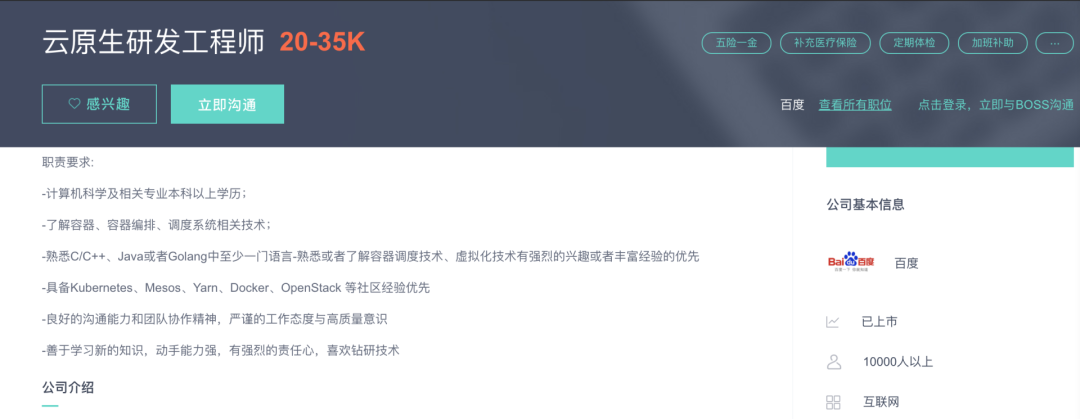 云原生研发工程师 20-35K
五险一金 补充医疗保险 定期体检 加班补助 ...
感兴趣 立即沟通
百度 查看所有职位 点击登录，立即与BOSS沟通
职责要求:
-计算机科学及相关专业本科以上学历；
-了解容器、容器编排、调度系统相关技术；
-熟悉C/C++、Java或者Golang中至少一门语言-熟悉或者了解容器调度技术、虚拟化技术有强烈的兴趣或者丰富经验的优先
-具备Kubernetes、Mesos、Yarn、Docker、OpenStack 等社区经验优先
-良好的沟通能力和团队协作精神，严谨的工作态度与高质量意识
-善于学习新的知识，动手能力强，有强烈的责任心，喜欢钻研技术
公司介绍
公司基本信息
Bai du 百度
百度
已上市
10000人以上
互联网